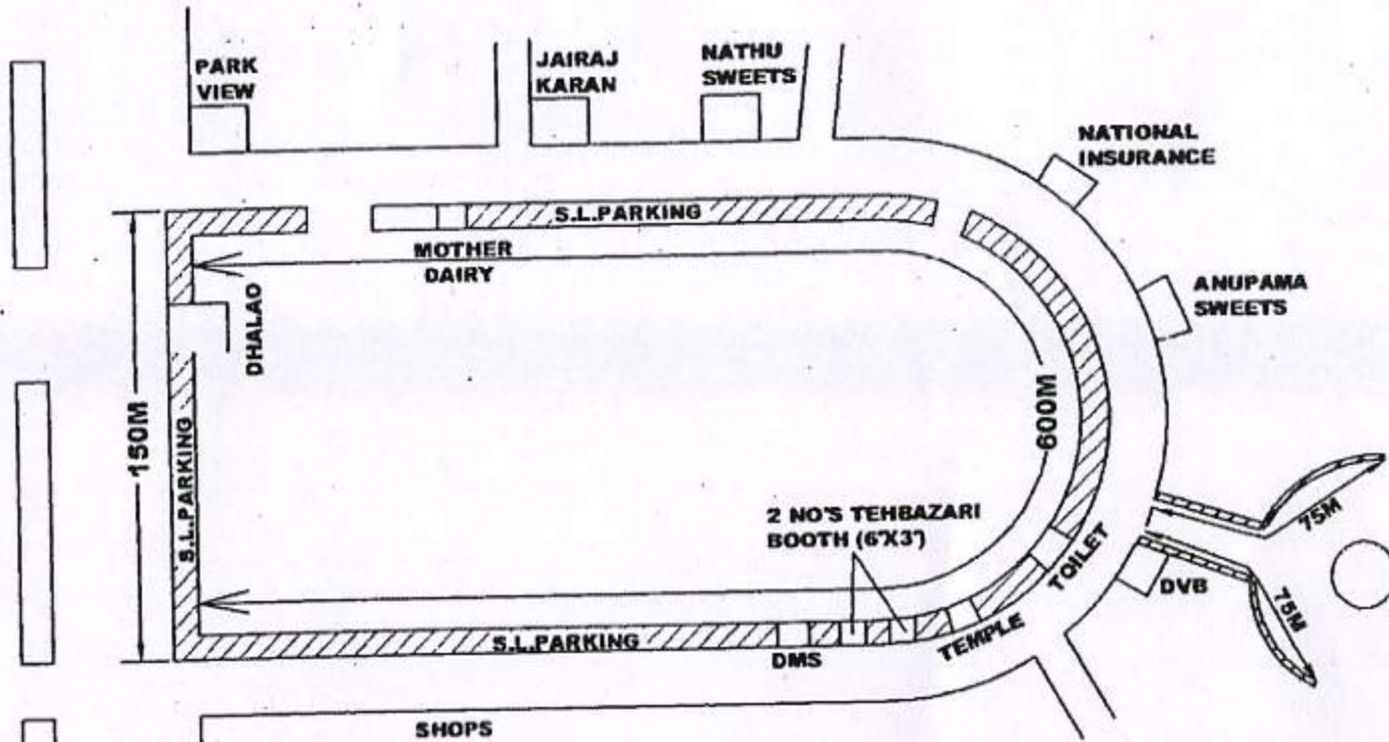 PARK
VIEW
JAIRAJ
KARAN
NATHU
SWEETS
NATIONAL
INSURANCE
S.L.PARKING
MOTHER
DAIRY
ANUPAMA
SWEETS
DHALAO
150M
S.L.PARKING
600M
2 NO'S TEHBAZARI
BOOTH (6'X3')
75M
TOILET
DVB
75M
S.L.PARKING
TEMPLE
DMS
SHOPS